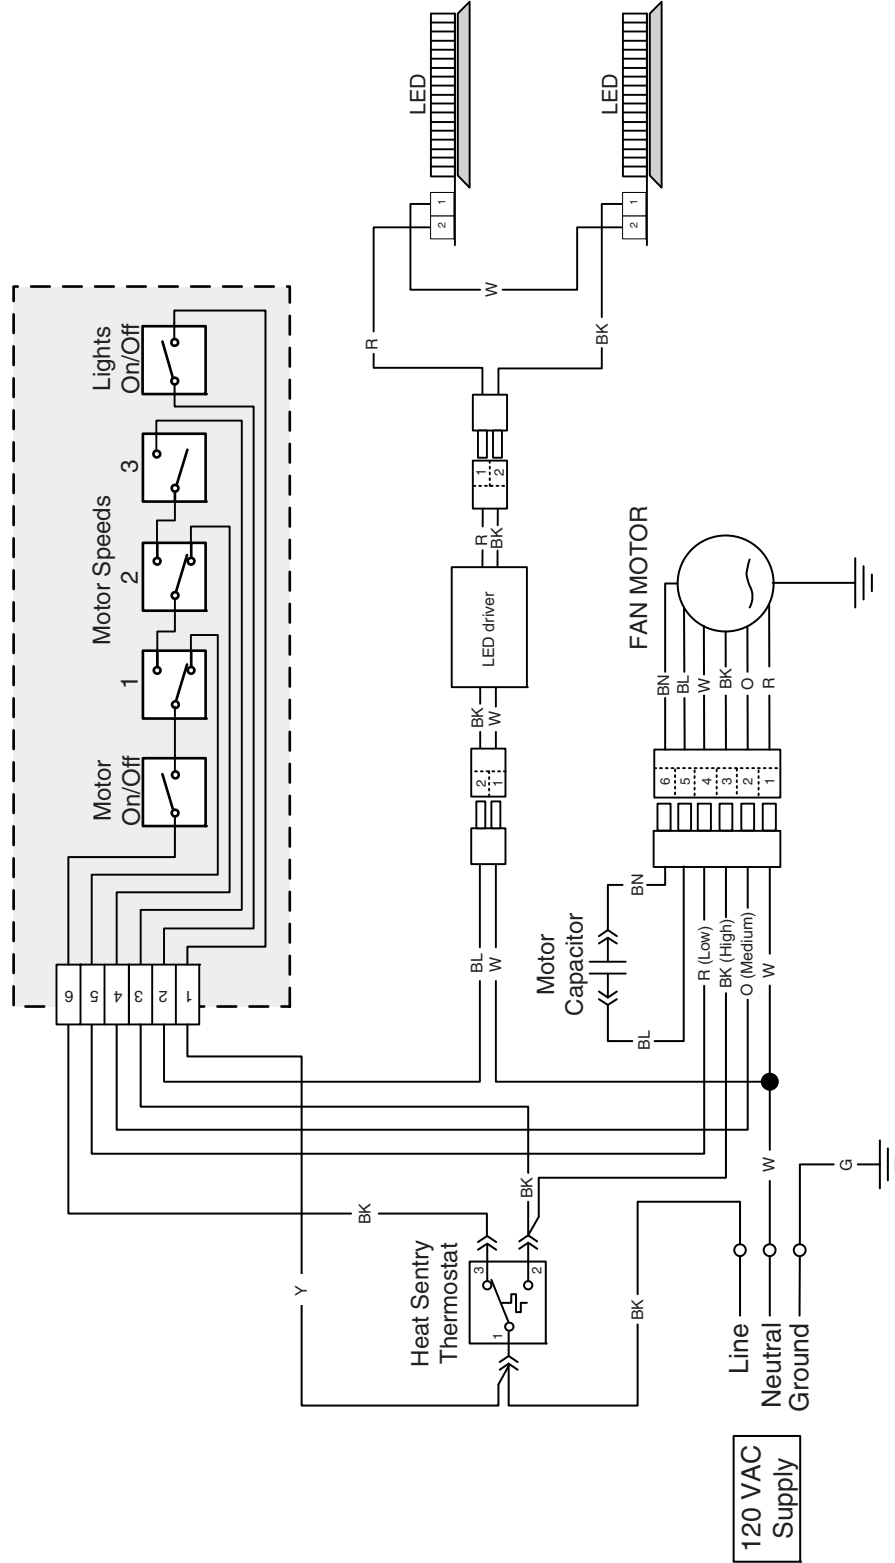 Motor
On/Off
Motor Speeds
1
2
3
Lights
On/Off
6
5
4
3
2
1
LED
1
2
LED
1
2
R
W
BK
BK
Y
Heat Sentry
Thermostat
3
2
1
BK
BK
BL
W
2
1
BK
W
LED driver
R
BK
1
2
Motor
Capacitor
BL
BN
R (Low)
BK (High)
O (Medium)
W
6
5
4
3
2
1
BN
BL
W
BK
O
R
FAN MOTOR
120 VAC
Supply
Line
Neutral
Ground
W
G